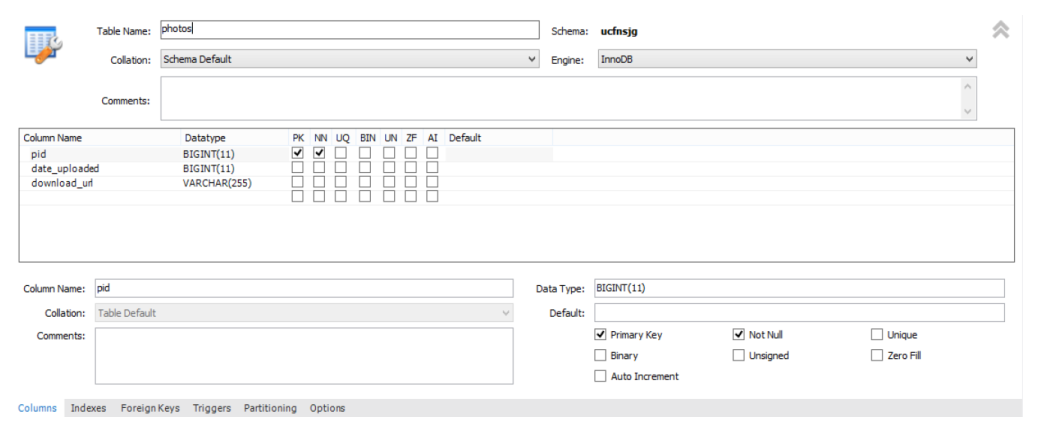 Table Name: photos Schema: ucfnsjg
Collation: Schema Default Engine: InnoDB
Comments:
Column Name Datatype PK NN UQ BIN UN ZF AI Default
pid BIGINT(11)
date_uploaded BIGINT(11)
download_url VARCHAR(255)
Column Name: pid Data Type: BIGINT(11)
Collation: Table Default Default:
Comments: Primary Key Not Null Unique
Binary Unsigned Zero Fill
Auto Increment
Columns Indexes Foreign Keys Triggers Partitioning Options